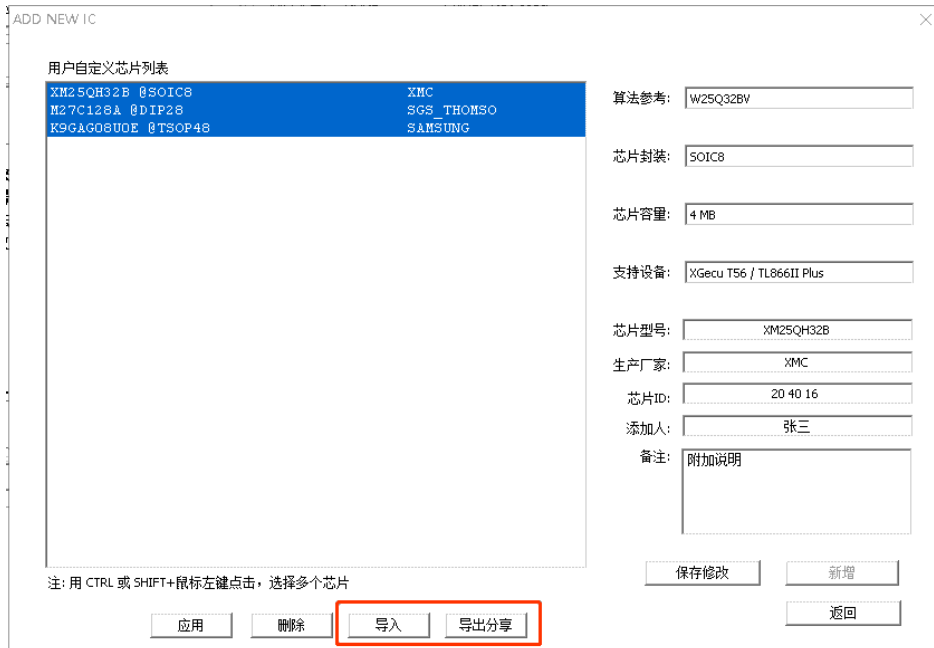 ADD NEW IC
用户自定义芯片列表
XM25QH32B @SOIC8 XMC
M27C128A @DIP28 SGS_THOMSO
K9GAG08U0E @TSOP48 SAMSUNG
算法参考: W25Q32BV
芯片封装: SOIC8
芯片容量: 4 MB
支持设备: XGecu T56 / TL866II Plus
芯片型号: XM25QH32B
生产厂家: XMC
芯片ID: 20 40 16
添加人: 张三
备注: 附加说明
注: 用 CTRL 或 SHIFT+鼠标左键点击，选择多个芯片
保存修改 新增
应用 删除 导入 导出分享 返回